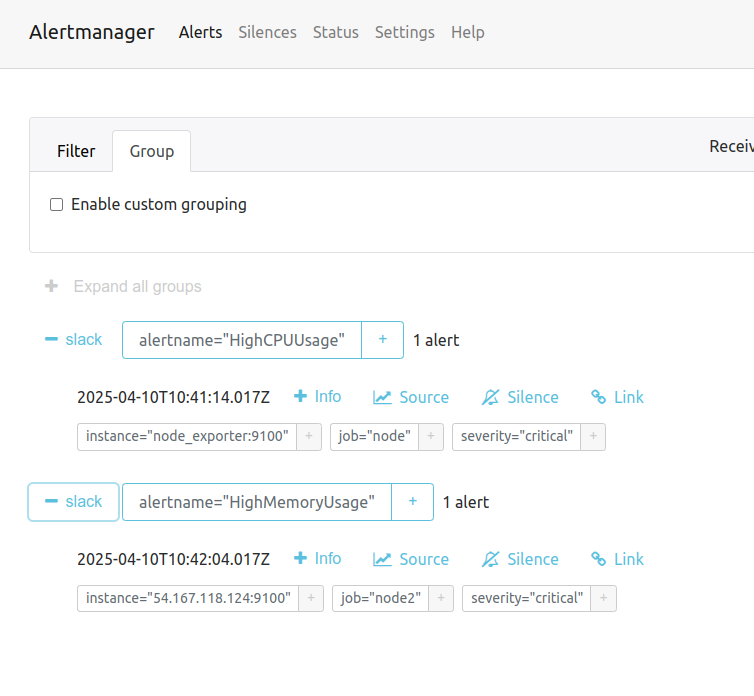 Alertmanager Alerts Silences Status Settings Help
Filter Group Receiv
Enable custom grouping
+ Expand all groups
− slack alertname="HighCPUUsage" + 1 alert
2025-04-10T10:41:14.017Z + Info Source Silence Link
instance="node_exporter:9100" + job="node" + severity="critical" +
− slack alertname="HighMemoryUsage" + 1 alert
2025-04-10T10:42:04.017Z + Info Source Silence Link
instance="54.167.118.124:9100" + job="node2" + severity="critical" +